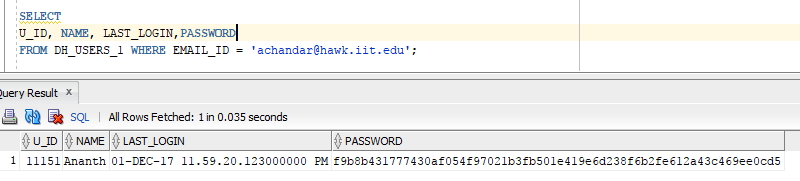 SELECT
U_ID, NAME, LAST_LOGIN,PASSWORD
FROM DH_USERS_1 WHERE EMAIL_ID = 'achandar@hawk.iit.edu';
Query Result x
SQL | All Rows Fetched: 1 in 0.035 seconds
U_ID NAME LAST_LOGIN PASSWORD
1 11151 Ananth 01-DEC-17 11.59.20.123000000 PM f9b8b431777430af054f97021b3fb501e419e6d238f6b2fe612a43c469ee0cd5